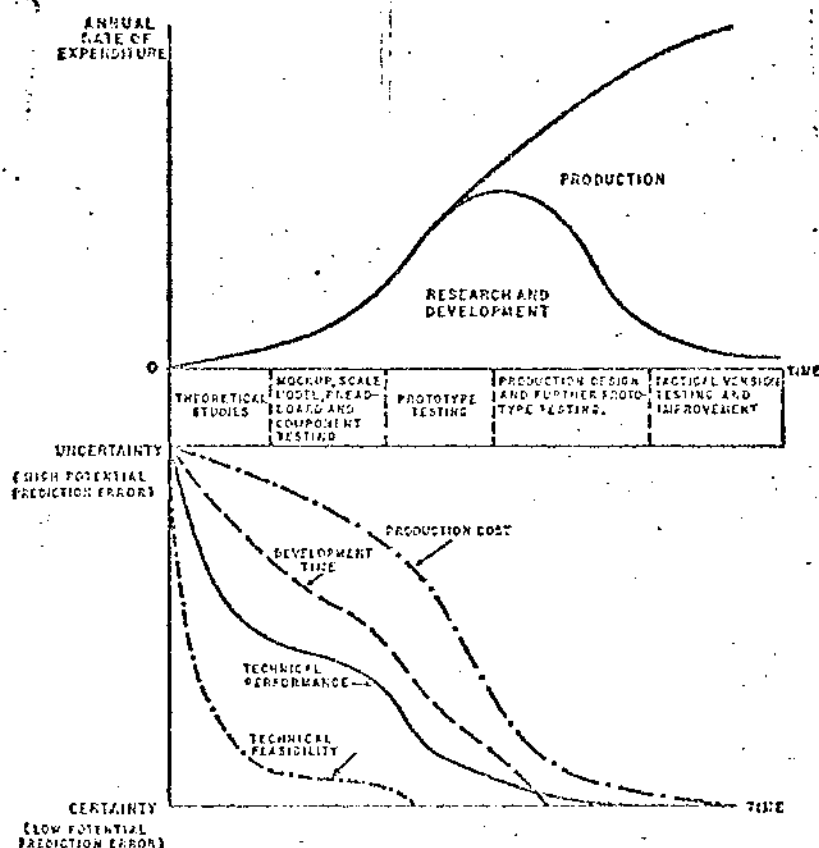 ANNUAL
RATE OF
EXPENDITURE
PRODUCTION
RESEARCH AND
DEVELOPMENT
0
TIME
THEORETICAL
STUDIES
MOCKUP, SCALE
MODEL, BREAD-
BOARD AND
COMPONENT
TESTING
PROTOTYPE
TESTING
PRODUCTION DESIGN
AND FURTHER PROTO-
TYPE TESTING.
TACTICAL VERSION
TESTING AND
IMPROVEMENT
UNCERTAINTY
(HIGH POTENTIAL
PREDICTION ERROR)
PRODUCTION COST
DEVELOPMENT
TIME
TECHNICAL
PERFORMANCE
TECHNICAL
FEASIBILITY
CERTAINTY
(LOW POTENTIAL
PREDICTION ERROR)
TIME